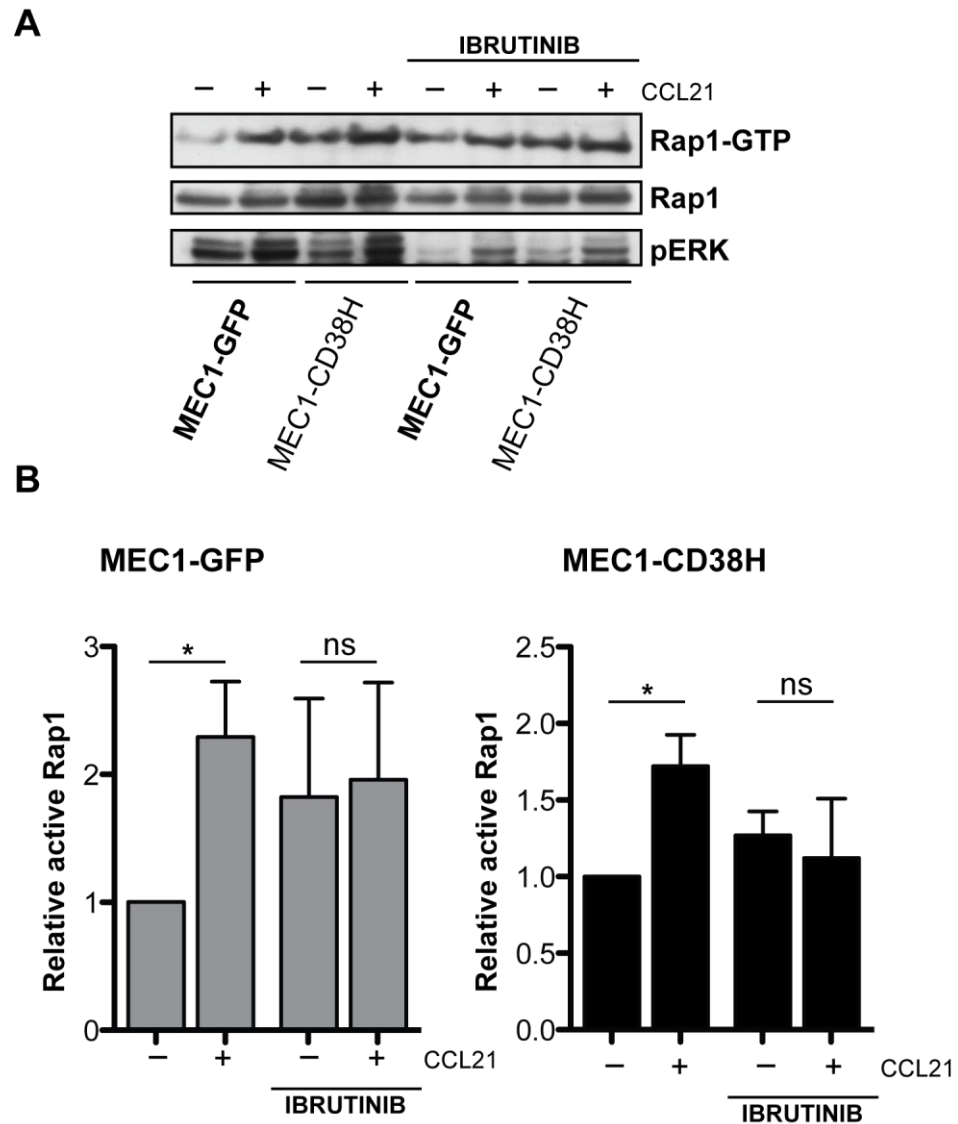 A
IBRUTINIB
− + − + − + − + CCL21
Rap1-GTP
Rap1
pERK
MEC1-GFP MEC1-CD38H MEC1-GFP MEC1-CD38H
B
MEC1-GFP MEC1-CD38H
Relative active Rap1
3
2
1
0
* ns
− + − + CCL21
IBRUTINIB
Relative active Rap1
2.5
2.0
1.5
1.0
0.5
0.0
* ns
− + − + CCL21
IBRUTINIB